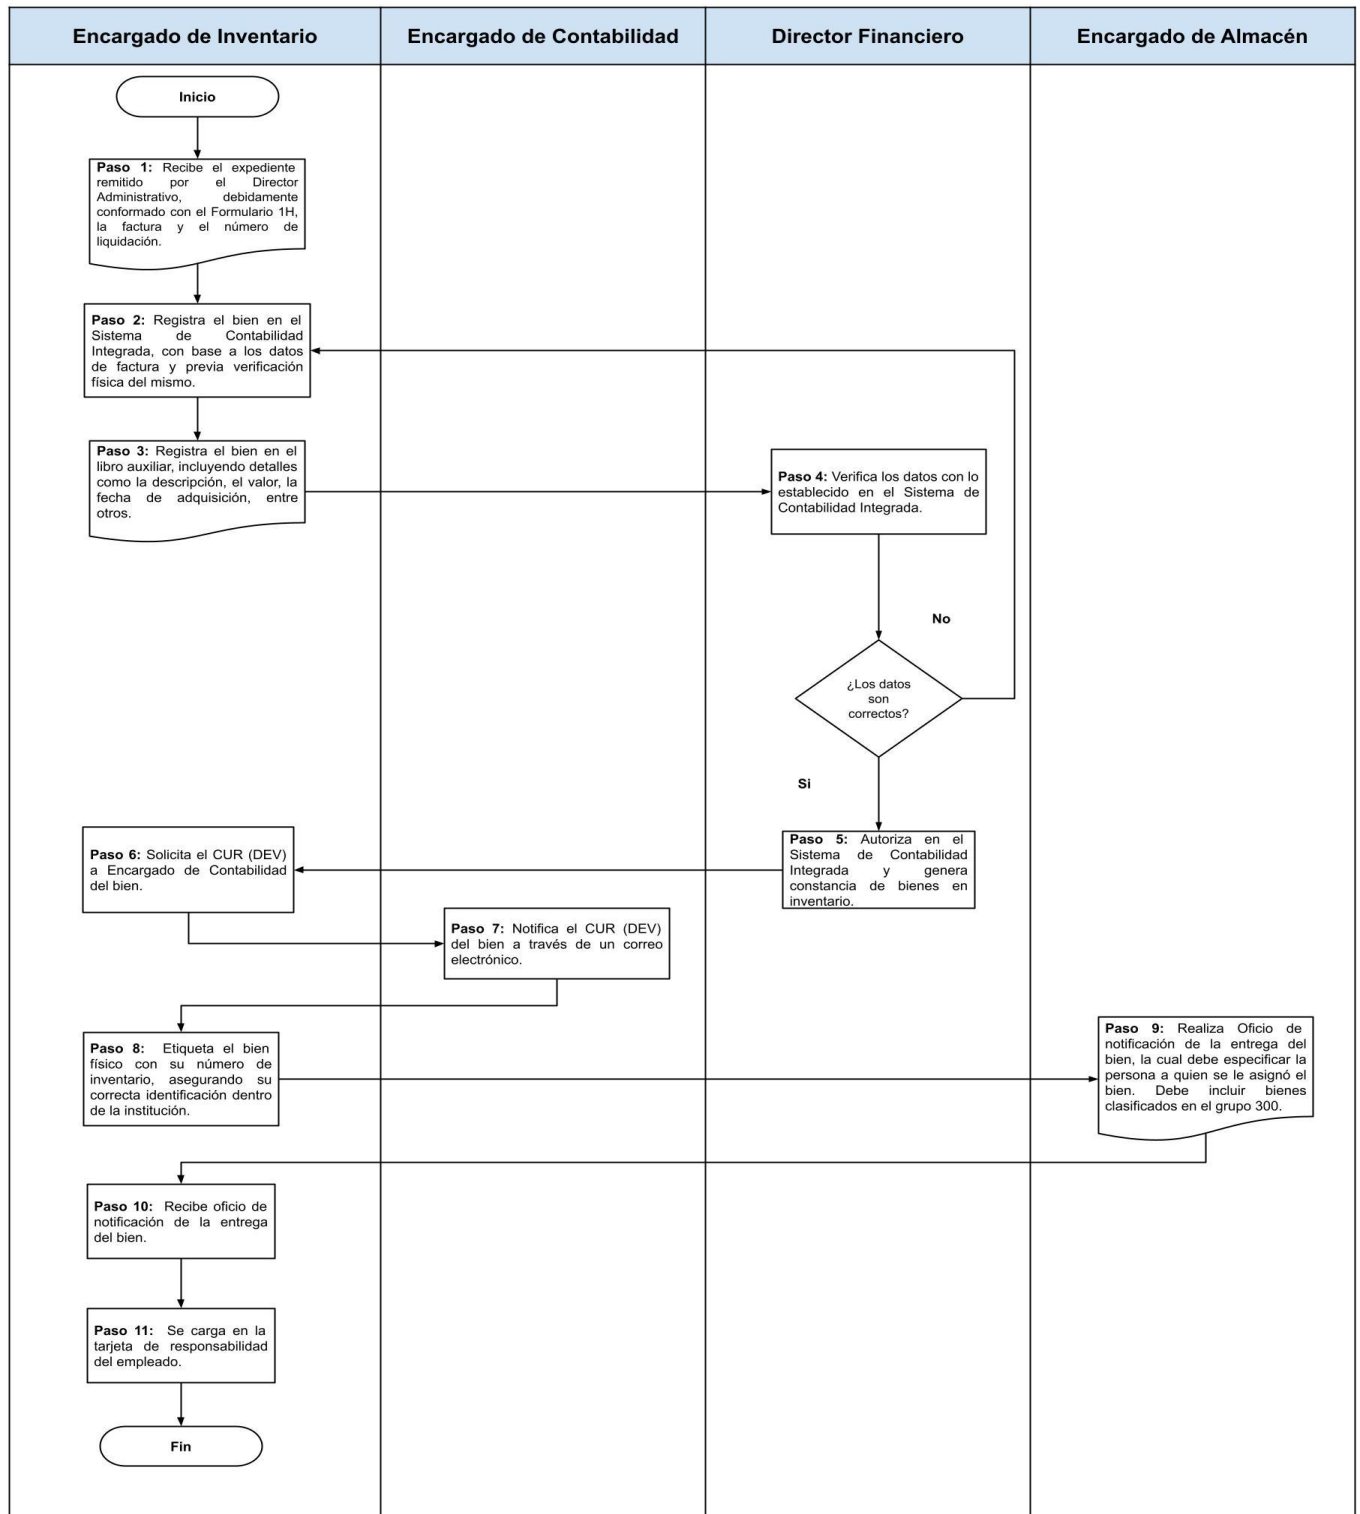 Encargado de Inventario
Encargado de Contabilidad
Director Financiero
Encargado de Almacén
Inicio
Paso 1: Recibe el expediente
remitido por el Director
Administrativo, debidamente
conformado con el Formulario 1H,
la factura y el número de
liquidación.
Paso 2: Registra el bien en el
Sistema de Contabilidad
Integrada, con base a los datos
de factura y previa verificación
física del mismo.
Paso 3: Registra el bien en el
libro auxiliar, incluyendo detalles
como la descripción, el valor, la
fecha de adquisición, entre
otros.
Paso 4: Verifica los datos con lo
establecido en el Sistema de
Contabilidad Integrada.
No
¿Los datos
son
correctos?
Si
Paso 5: Autoriza en el
Sistema de Contabilidad
Integrada y genera
constancia de bienes en
inventario.
Paso 6: Solicita el CUR (DEV)
a Encargado de Contabilidad
del bien.
Paso 7: Notifica el CUR (DEV)
del bien a través de un correo
electrónico.
Paso 8: Etiqueta el bien
físico con su número de
inventario, asegurando su
correcta identificación dentro
de la institución.
Paso 9: Realiza Oficio de
notificación de la entrega del
bien, la cual debe especificar la
persona a quien se le asignó el
bien. Debe incluir bienes
clasificados en el grupo 300.
Paso 10: Recibe oficio de
notificación de la entrega
del bien.
Paso 11: Se carga en la
tarjeta de responsabilidad
del empleado.
Fin